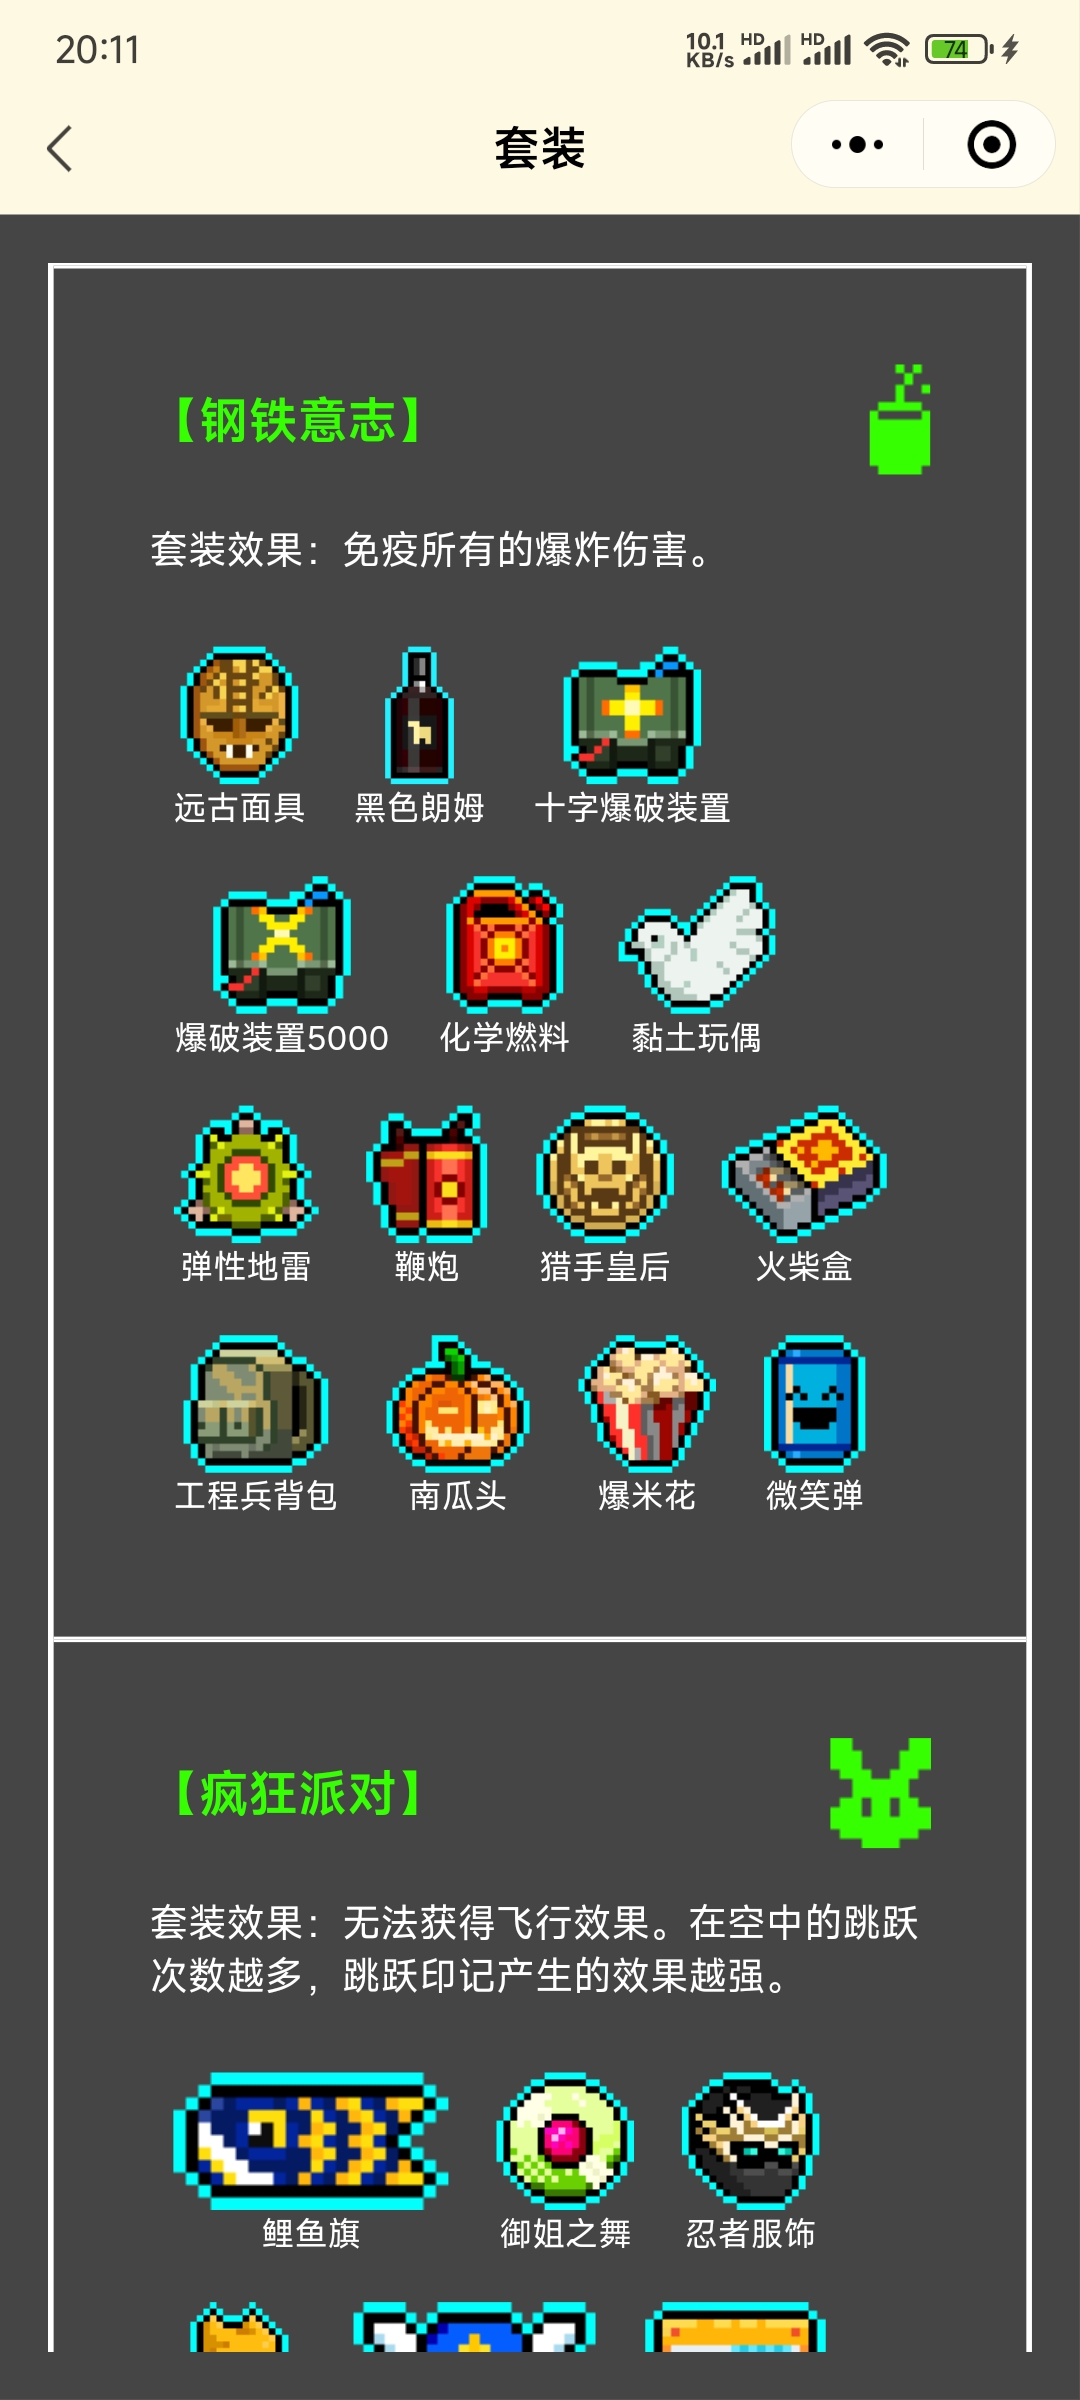 20:11
10.1 KB/s HD HD 74
套装
【钢铁意志】
套装效果：免疫所有的爆炸伤害。
远古面具 黑色朗姆 十字爆破装置
爆破装置5000 化学燃料 黏土玩偶
弹性地雷 鞭炮 猎手皇后 火柴盒
工程兵背包 南瓜头 爆米花 微笑弹
【疯狂派对】
套装效果：无法获得飞行效果。在空中的跳跃
次数越多，跳跃印记产生的效果越强。
鲤鱼旗 御姐之舞 忍者服饰